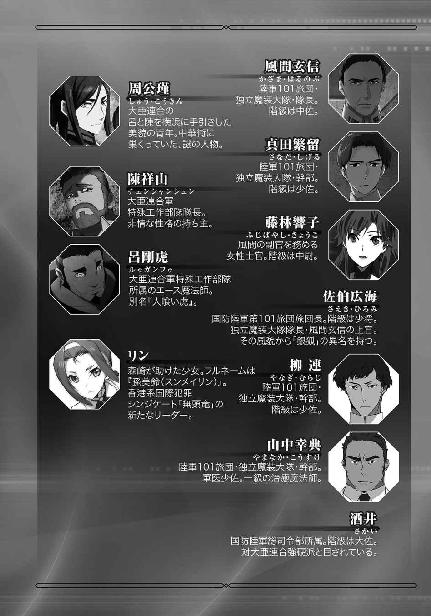 周公瑾
しゅう・こうきん
大亜連合の
呂と陳を横浜に手引きした
美貌の青年。中華街に
巣くっていた、謎の人物。
陳祥山
チェンシャンシェン
大亜連合軍
特殊工作部隊隊長。
非情な性格の持ち主。
呂剛虎
ルゥガンフゥ
大亜連合軍特殊工作部隊
所属のエース魔法師。
別名『人喰い虎』。
リン
森崎が助けた少女。フルネームは
『孫美鈴(スンメイリン)』。
香港系国際犯罪
シンジケート『無頭竜』の
新たなリーダー。
風間玄信
かざま・はるのぶ
陸軍101旅団・
独立魔装大隊・隊長。
階級は中佐。
真田繁留
さなだ・しげる
陸軍101旅団・
独立魔装大隊・幹部。
階級は少佐。
藤林響子
ふじばやし・きょうこ
風間の副官を務める
女性士官。階級は中尉。
佐伯広海
さえき・ひろみ
国防陸軍第101旅団旅団長。階級は少将。
独立魔装大隊隊長・風間玄信の上官。
その風貌から『銀狐』の異名を持つ。
柳 連
やなぎ・むらじ
陸軍101旅団・
独立魔装大隊・幹部。
階級は少佐。
山中幸典
やまなか・こうすけ
陸軍101旅団・独立魔装大隊・幹部。
軍医少佐。一級の治癒魔法師。
酒井
さかい
国防陸軍総司令部所属。階級は大佐。
対大亜連合強硬派と目されている。